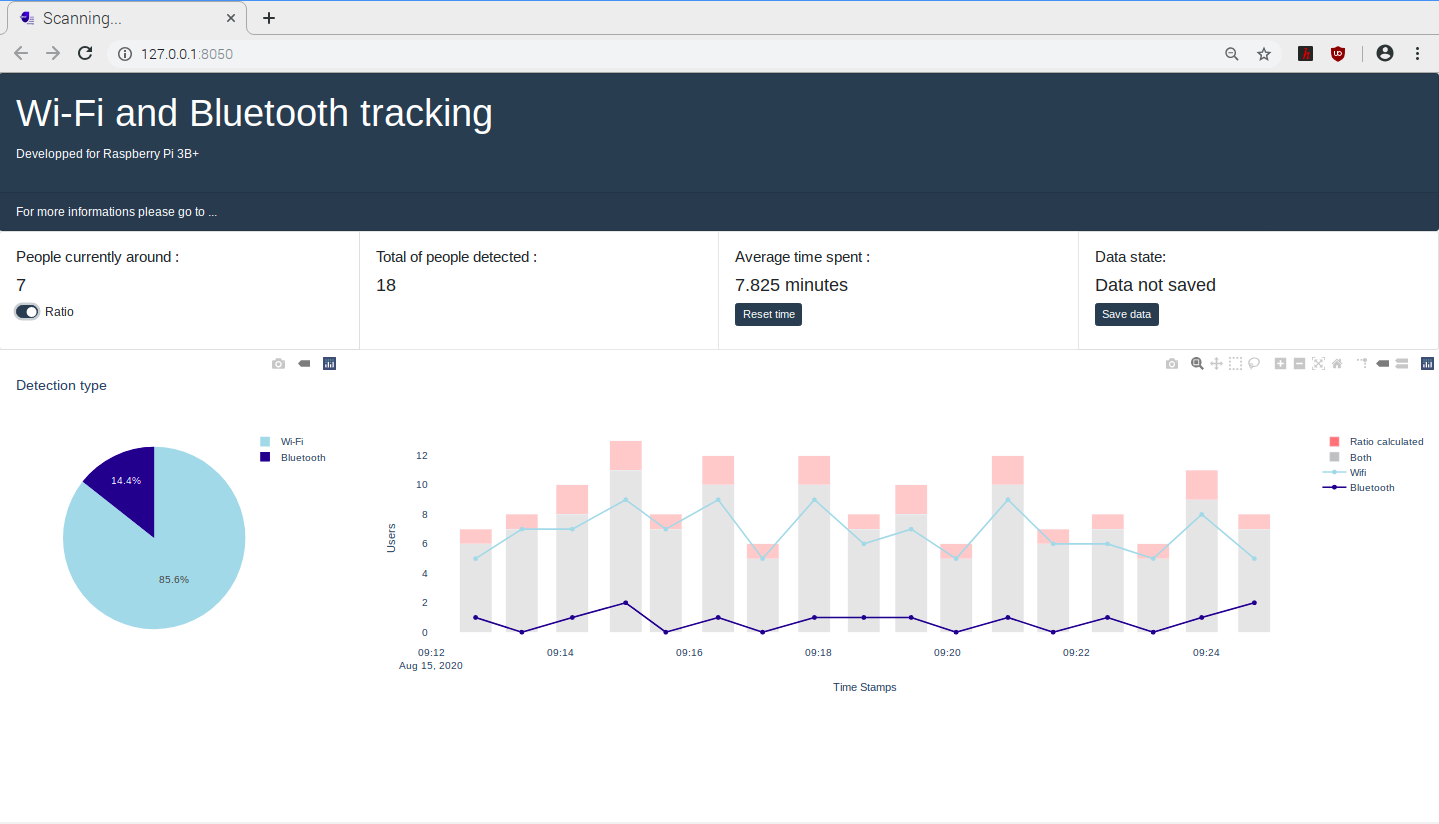 Scanning...
127.0.0.1:8050
Wi-Fi and Bluetooth tracking
Developped for Raspberry Pi 3B+
For more informations please go to ...
People currently around :
7
Ratio
Total of people detected :
18
Average time spent :
7.825 minutes
Reset time
Data state:
Data not saved
Save data
Detection type
Wi-Fi
Bluetooth
14.4%
85.6%
Ratio calculated
Both
Wifi
Bluetooth
Users
12
10
8
6
4
2
0
09:12 09:14 09:16 09:18 09:20 09:22 09:24
Aug 15, 2020
Time Stamps